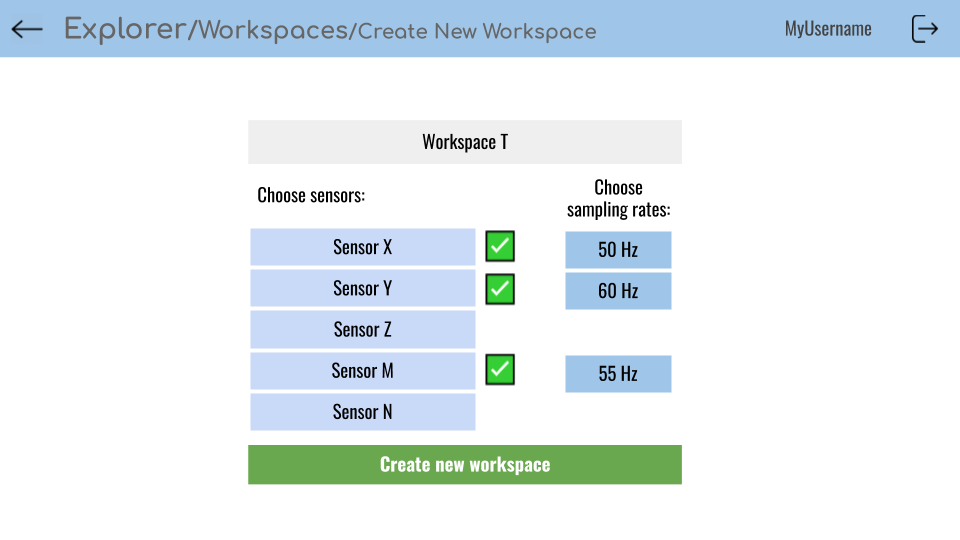 Explorer/Workspaces/Create New Workspace
MyUsername
Workspace T
Choose sensors:
Choose
sampling rates:
Sensor X
50 Hz
Sensor Y
60 Hz
Sensor Z
Sensor M
55 Hz
Sensor N
Create new workspace